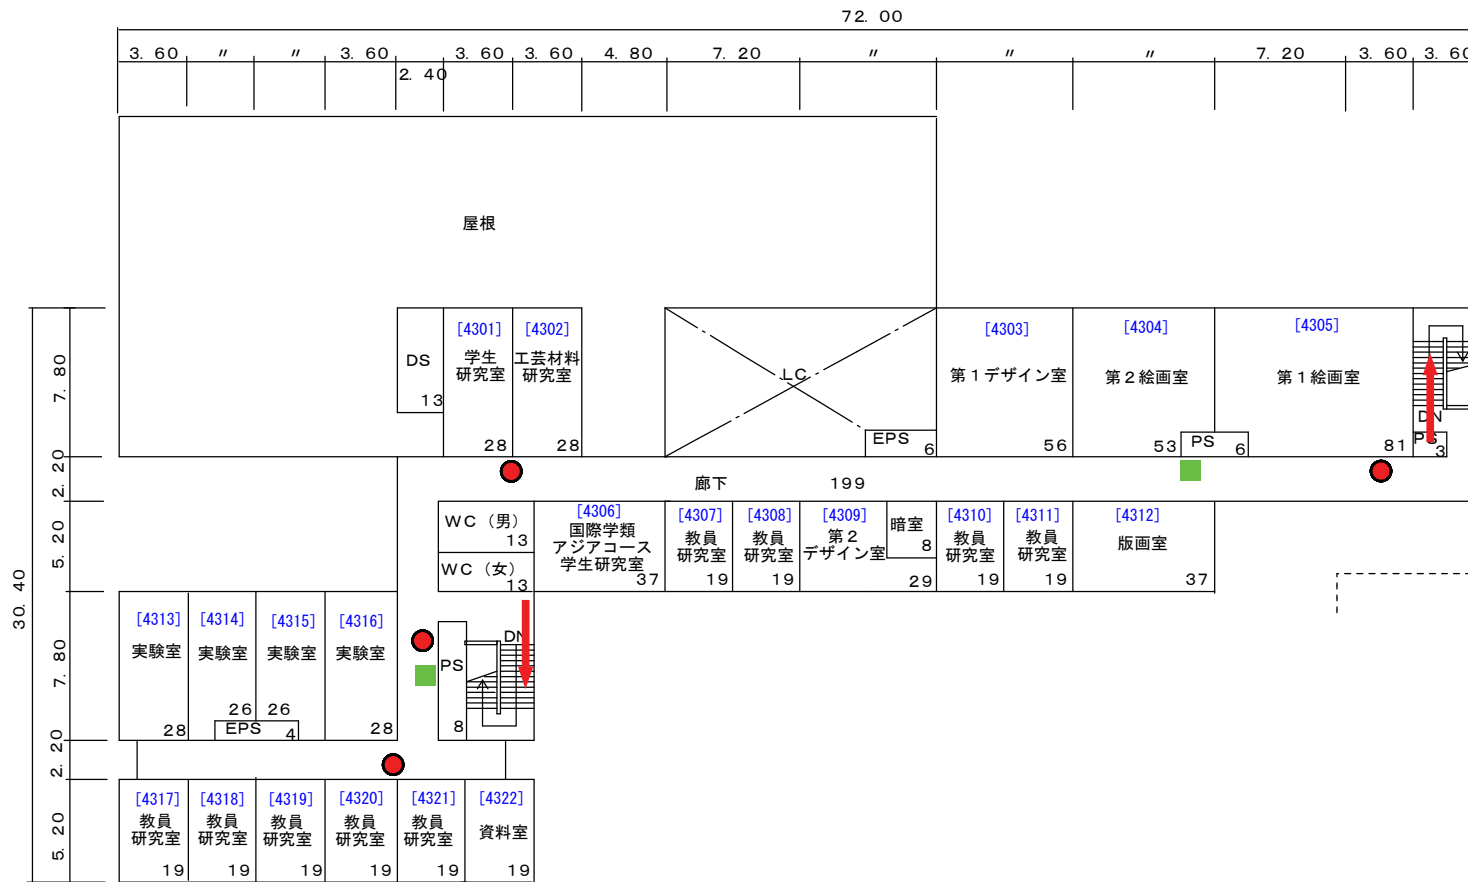 72.00
3.60 〃 〃 3.60 3.60 3.60 4.80 7.20 〃 〃 〃 7.20 3.60 3.60
2.40
屋根
7.80
2.20
5.20
30.40
7.80
2.20
5.20
DS
13
[4301]
学生
研究室
28
[4302]
工芸材料
研究室
28
LC
EPS
6
[4303]
第1デザイン室
56
[4304]
第2絵画室
53
PS
6
[4305]
第1絵画室
81
DN
PS
3
廊下 199
WC(男)
13
WC(女)
13
[4306]
国際学類
アジアコース
学生研究室
37
[4307]
教員
研究室
19
[4308]
教員
研究室
19
[4309]
第2
デザイン室
29
暗室
8
[4310]
教員
研究室
19
[4311]
教員
研究室
19
[4312]
版画室
37
[4313]
実験室
28
[4314]
実験室
26
[4315]
実験室
26
EPS
4
[4316]
実験室
28
PS
8
DN
[4317]
教員
研究室
19
[4318]
教員
研究室
19
[4319]
教員
研究室
19
[4320]
教員
研究室
19
[4321]
教員
研究室
19
[4322]
資料室
19